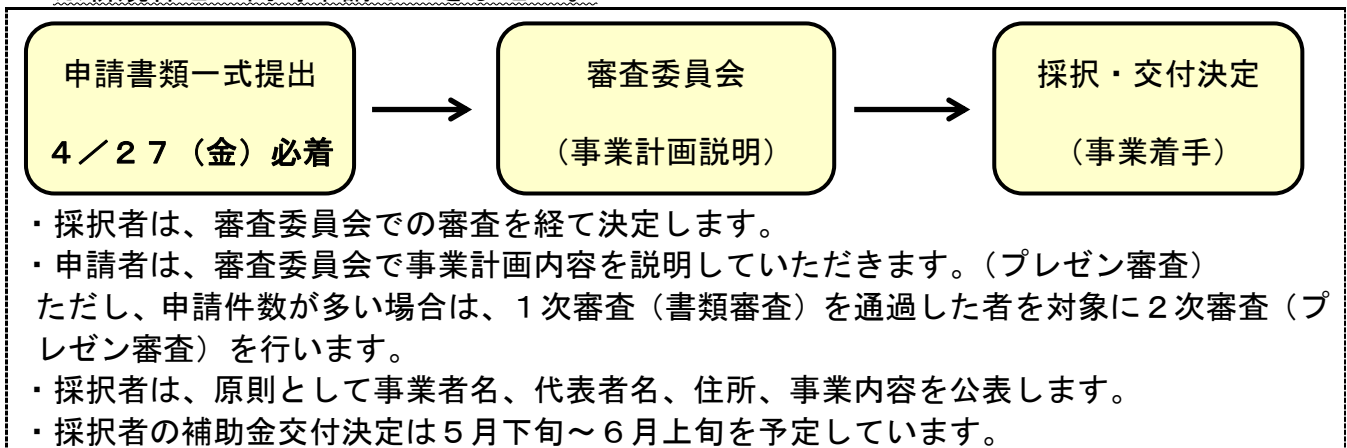 申請書類一式提出
4／27（金）必着
審査委員会
（事業計画説明）
採択・交付決定
（事業着手）
・採択者は、審査委員会での審査を経て決定します。
・申請者は、審査委員会で事業計画内容を説明していただきます。（プレゼン審査）
ただし、申請件数が多い場合は、１次審査（書類審査）を通過した者を対象に２次審査（プ
レゼン審査）を行います。
・採択者は、原則として事業者名、代表者名、住所、事業内容を公表します。
・採択者の補助金交付決定は５月下旬～６月上旬を予定しています。